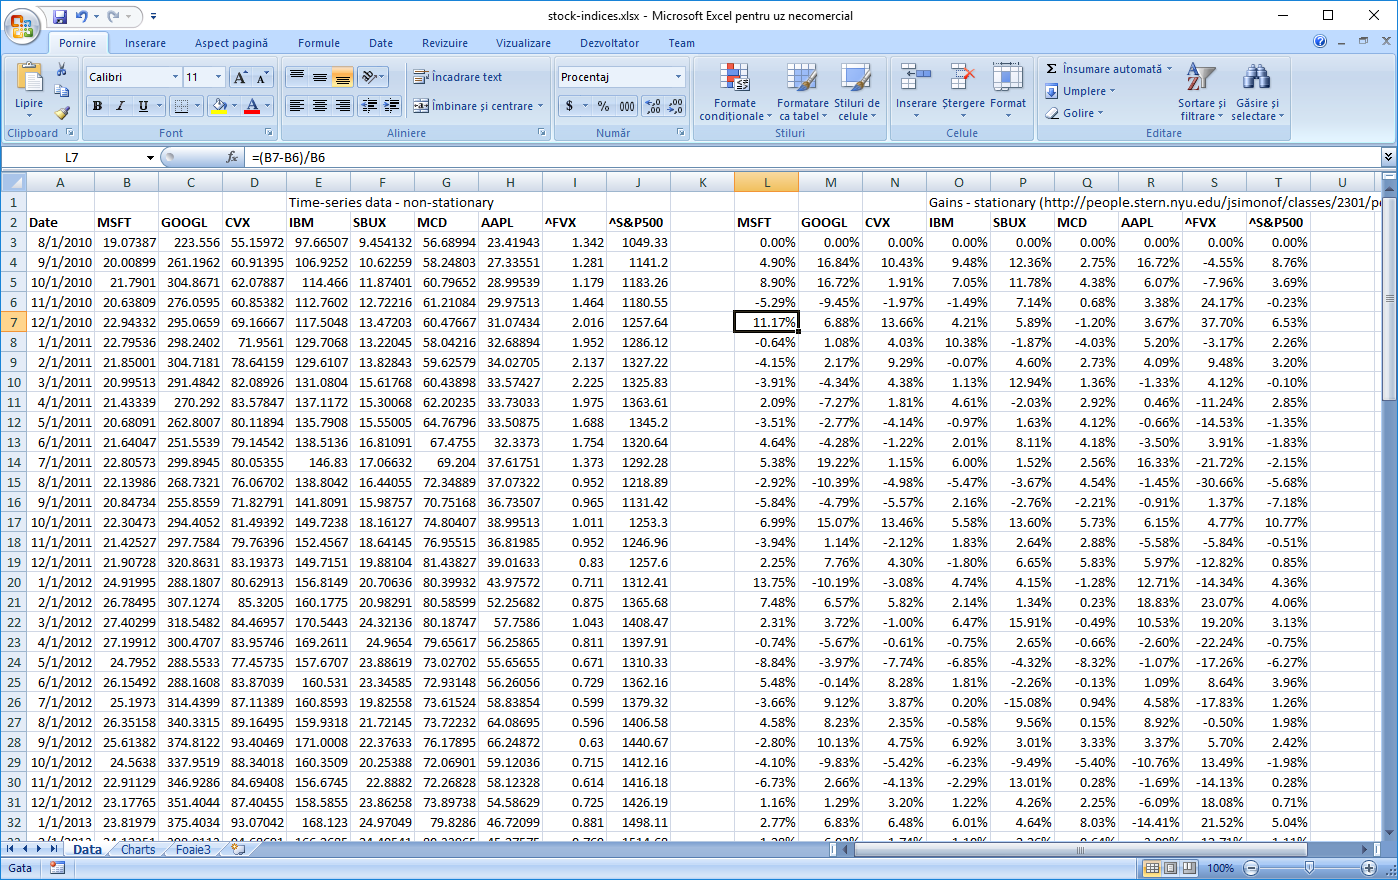 stock-indices.xlsx - Microsoft Excel pentru uz necomercial
Pornire Inserare Aspect pagină Formule Date Revizuire Vizualizare Dezvoltator Team
Lipire
Calibri 11
B I U
Încadrare text
Îmbinare și centrare
Procentaj
$ % 000
Formate condiționale
Formatare ca tabel
Stiluri de celule
Inserare Ștergere Format
Σ Însumare automată
Umplere
Golire
Sortare și filtrare
Găsire și selectare
Clipboard Font Aliniere Număr Stiluri Celule Editare
L7 fx =(B7-B6)/B6
A B C D E F G H I J K L M N O P Q R S T U
1 Time-series data - non-stationary Gains - stationary (http://people.stern.nyu.edu/jsimonof/classes/2301/p
2 Date MSFT GOOGL CVX IBM SBUX MCD AAPL ^FVX ^S&P500 MSFT GOOGL CVX IBM SBUX MCD AAPL ^FVX ^S&P500
3 8/1/2010 19.07387 223.556 55.15972 97.66507 9.454132 56.68994 23.41943 1.342 1049.33 0.00% 0.00% 0.00% 0.00% 0.00% 0.00% 0.00% 0.00% 0.00%
4 9/1/2010 20.00899 261.1962 60.91395 106.9252 10.62259 58.24803 27.33551 1.281 1141.2 4.90% 16.84% 10.43% 9.48% 12.36% 2.75% 16.72% -4.55% 8.76%
5 10/1/2010 21.7901 304.8671 62.07887 114.466 11.87401 60.79652 28.99539 1.179 1183.26 8.90% 16.72% 1.91% 7.05% 11.78% 4.38% 6.07% -7.96% 3.69%
6 11/1/2010 20.63809 276.0595 60.85382 112.7602 12.72216 61.21084 29.97513 1.464 1180.55 -5.29% -9.45% -1.97% -1.49% 7.14% 0.68% 3.38% 24.17% -0.23%
7 12/1/2010 22.94332 295.0659 69.16667 117.5048 13.47203 60.47667 31.07434 2.016 1257.64 11.17% 6.88% 13.66% 4.21% 5.89% -1.20% 3.67% 37.70% 6.53%
8 1/1/2011 22.79536 298.2402 71.9561 129.7068 13.22045 58.04216 32.68894 1.952 1286.12 -0.64% 1.08% 4.03% 10.38% -1.87% -4.03% 5.20% -3.17% 2.26%
9 2/1/2011 21.85001 304.7181 78.64159 129.6107 13.82843 59.62579 34.02705 2.137 1327.22 -4.15% 2.17% 9.29% -0.07% 4.60% 2.73% 4.09% 9.48% 3.20%
10 3/1/2011 20.99513 291.4842 82.08926 131.0804 15.61768 60.43898 33.57427 2.225 1325.83 -3.91% -4.34% 4.38% 1.13% 12.94% 1.36% -1.33% 4.12% -0.10%
11 4/1/2011 21.43339 270.292 83.57847 137.1172 15.30068 62.20235 33.73033 1.975 1363.61 2.09% -7.27% 1.81% 4.61% -2.03% 2.92% 0.46% -11.24% 2.85%
12 5/1/2011 20.68091 262.8007 80.11894 135.7908 15.55005 64.76796 33.50875 1.688 1345.2 -3.51% -2.77% -4.14% -0.97% 1.63% 4.12% -0.66% -14.53% -1.35%
13 6/1/2011 21.64047 251.5539 79.14542 138.5136 16.81091 67.4755 32.3373 1.754 1320.64 4.64% -4.28% -1.22% 2.01% 8.11% 4.18% -3.50% 3.91% -1.83%
14 7/1/2011 22.80573 299.8945 80.05355 146.83 17.06632 69.204 37.61751 1.373 1292.28 5.38% 19.22% 1.15% 6.00% 1.52% 2.56% 16.33% -21.72% -2.15%
15 8/1/2011 22.13986 268.7321 76.06702 138.8042 16.44055 72.34889 37.07322 0.952 1218.89 -2.92% -10.39% -4.98% -5.47% -3.67% 4.54% -1.45% -30.66% -5.68%
16 9/1/2011 20.84734 255.8559 71.82791 141.8091 15.98757 70.75168 36.73507 0.965 1131.42 -5.84% -4.79% -5.57% 2.16% -2.76% -2.21% -0.91% 1.37% -7.18%
17 10/1/2011 22.30473 294.4052 81.49392 149.7238 18.16127 74.80407 38.99513 1.011 1253.3 6.99% 15.07% 13.46% 5.58% 13.60% 5.73% 6.15% 4.77% 10.77%
18 11/1/2011 21.42527 297.7584 79.76396 152.4567 18.64145 76.95515 36.81985 0.952 1246.96 -3.94% 1.14% -2.12% 1.83% 2.64% 2.88% -5.58% -5.84% -0.51%
19 12/1/2011 21.90728 320.8631 83.19373 149.7151 19.88104 81.43827 39.01633 0.83 1257.6 2.25% 7.76% 4.30% -1.80% 6.65% 5.83% 5.97% -12.82% 0.85%
20 1/1/2012 24.91995 288.1807 80.62913 156.8149 20.70636 80.39932 43.97572 0.711 1312.41 13.75% -10.19% -3.08% 4.74% 4.15% -1.28% 12.71% -14.34% 4.36%
21 2/1/2012 26.78495 307.1274 85.3205 160.1775 20.98291 80.58599 52.25682 0.875 1365.68 7.48% 6.57% 5.82% 2.14% 1.34% 0.23% 18.83% 23.07% 4.06%
22 3/1/2012 27.40299 318.5482 84.46957 170.5443 24.32136 80.18747 57.7586 1.043 1408.47 2.31% 3.72% -1.00% 6.47% 15.91% -0.49% 10.53% 19.20% 3.13%
23 4/1/2012 27.19912 300.4707 83.95746 169.2611 24.9654 79.65617 56.25865 0.811 1397.91 -0.74% -5.67% -0.61% -0.75% 2.65% -0.66% -2.60% -22.24% -0.75%
24 5/1/2012 24.7952 288.5533 77.45735 157.6707 23.88619 73.02702 55.65655 0.671 1310.33 -8.84% -3.97% -7.74% -6.85% -4.32% -8.32% -1.07% -17.26% -6.27%
25 6/1/2012 26.15492 288.1608 83.87039 160.531 23.34585 72.93148 56.26056 0.729 1362.16 5.48% -0.14% 8.28% 1.81% -2.26% -0.13% 1.09% 8.64% 3.96%
26 7/1/2012 25.1973 314.4399 87.11389 160.8593 19.82558 73.61524 58.83854 0.599 1379.32 -3.66% 9.12% 3.87% 0.20% -15.08% 0.94% 4.58% -17.83% 1.26%
27 8/1/2012 26.35158 340.3315 89.16495 159.9318 21.72145 73.72232 64.08695 0.596 1406.58 4.58% 8.23% 2.35% -0.58% 9.56% 0.15% 8.92% -0.50% 1.98%
28 9/1/2012 25.61382 374.8122 93.40469 171.0008 22.37633 76.17895 66.24872 0.63 1440.67 -2.80% 10.13% 4.75% 6.92% 3.01% 3.33% 3.37% 5.70% 2.42%
29 10/1/2012 24.5638 337.9519 88.34018 160.3509 20.25388 72.06901 59.12036 0.715 1412.16 -4.10% -9.83% -5.42% -6.23% -9.49% -5.40% -10.76% 13.49% -1.98%
30 11/1/2012 22.91129 346.9286 84.69408 156.6745 22.8882 72.26828 58.12328 0.614 1416.18 -6.73% 2.66% -4.13% -2.29% 13.01% 0.28% -1.69% -14.13% 0.28%
31 12/1/2012 23.17765 351.4044 87.40455 158.5855 23.86258 73.89738 54.58629 0.725 1426.19 1.16% 1.29% 3.20% 1.22% 4.26% 2.25% -6.09% 18.08% 0.71%
32 1/1/2013 23.81979 375.4034 93.07042 168.123 24.97049 79.8286 46.72099 0.881 1498.11 2.77% 6.83% 6.48% 6.01% 4.64% 8.03% -14.41% 21.52% 5.04%
Data Charts Foaie3
Gata 100%